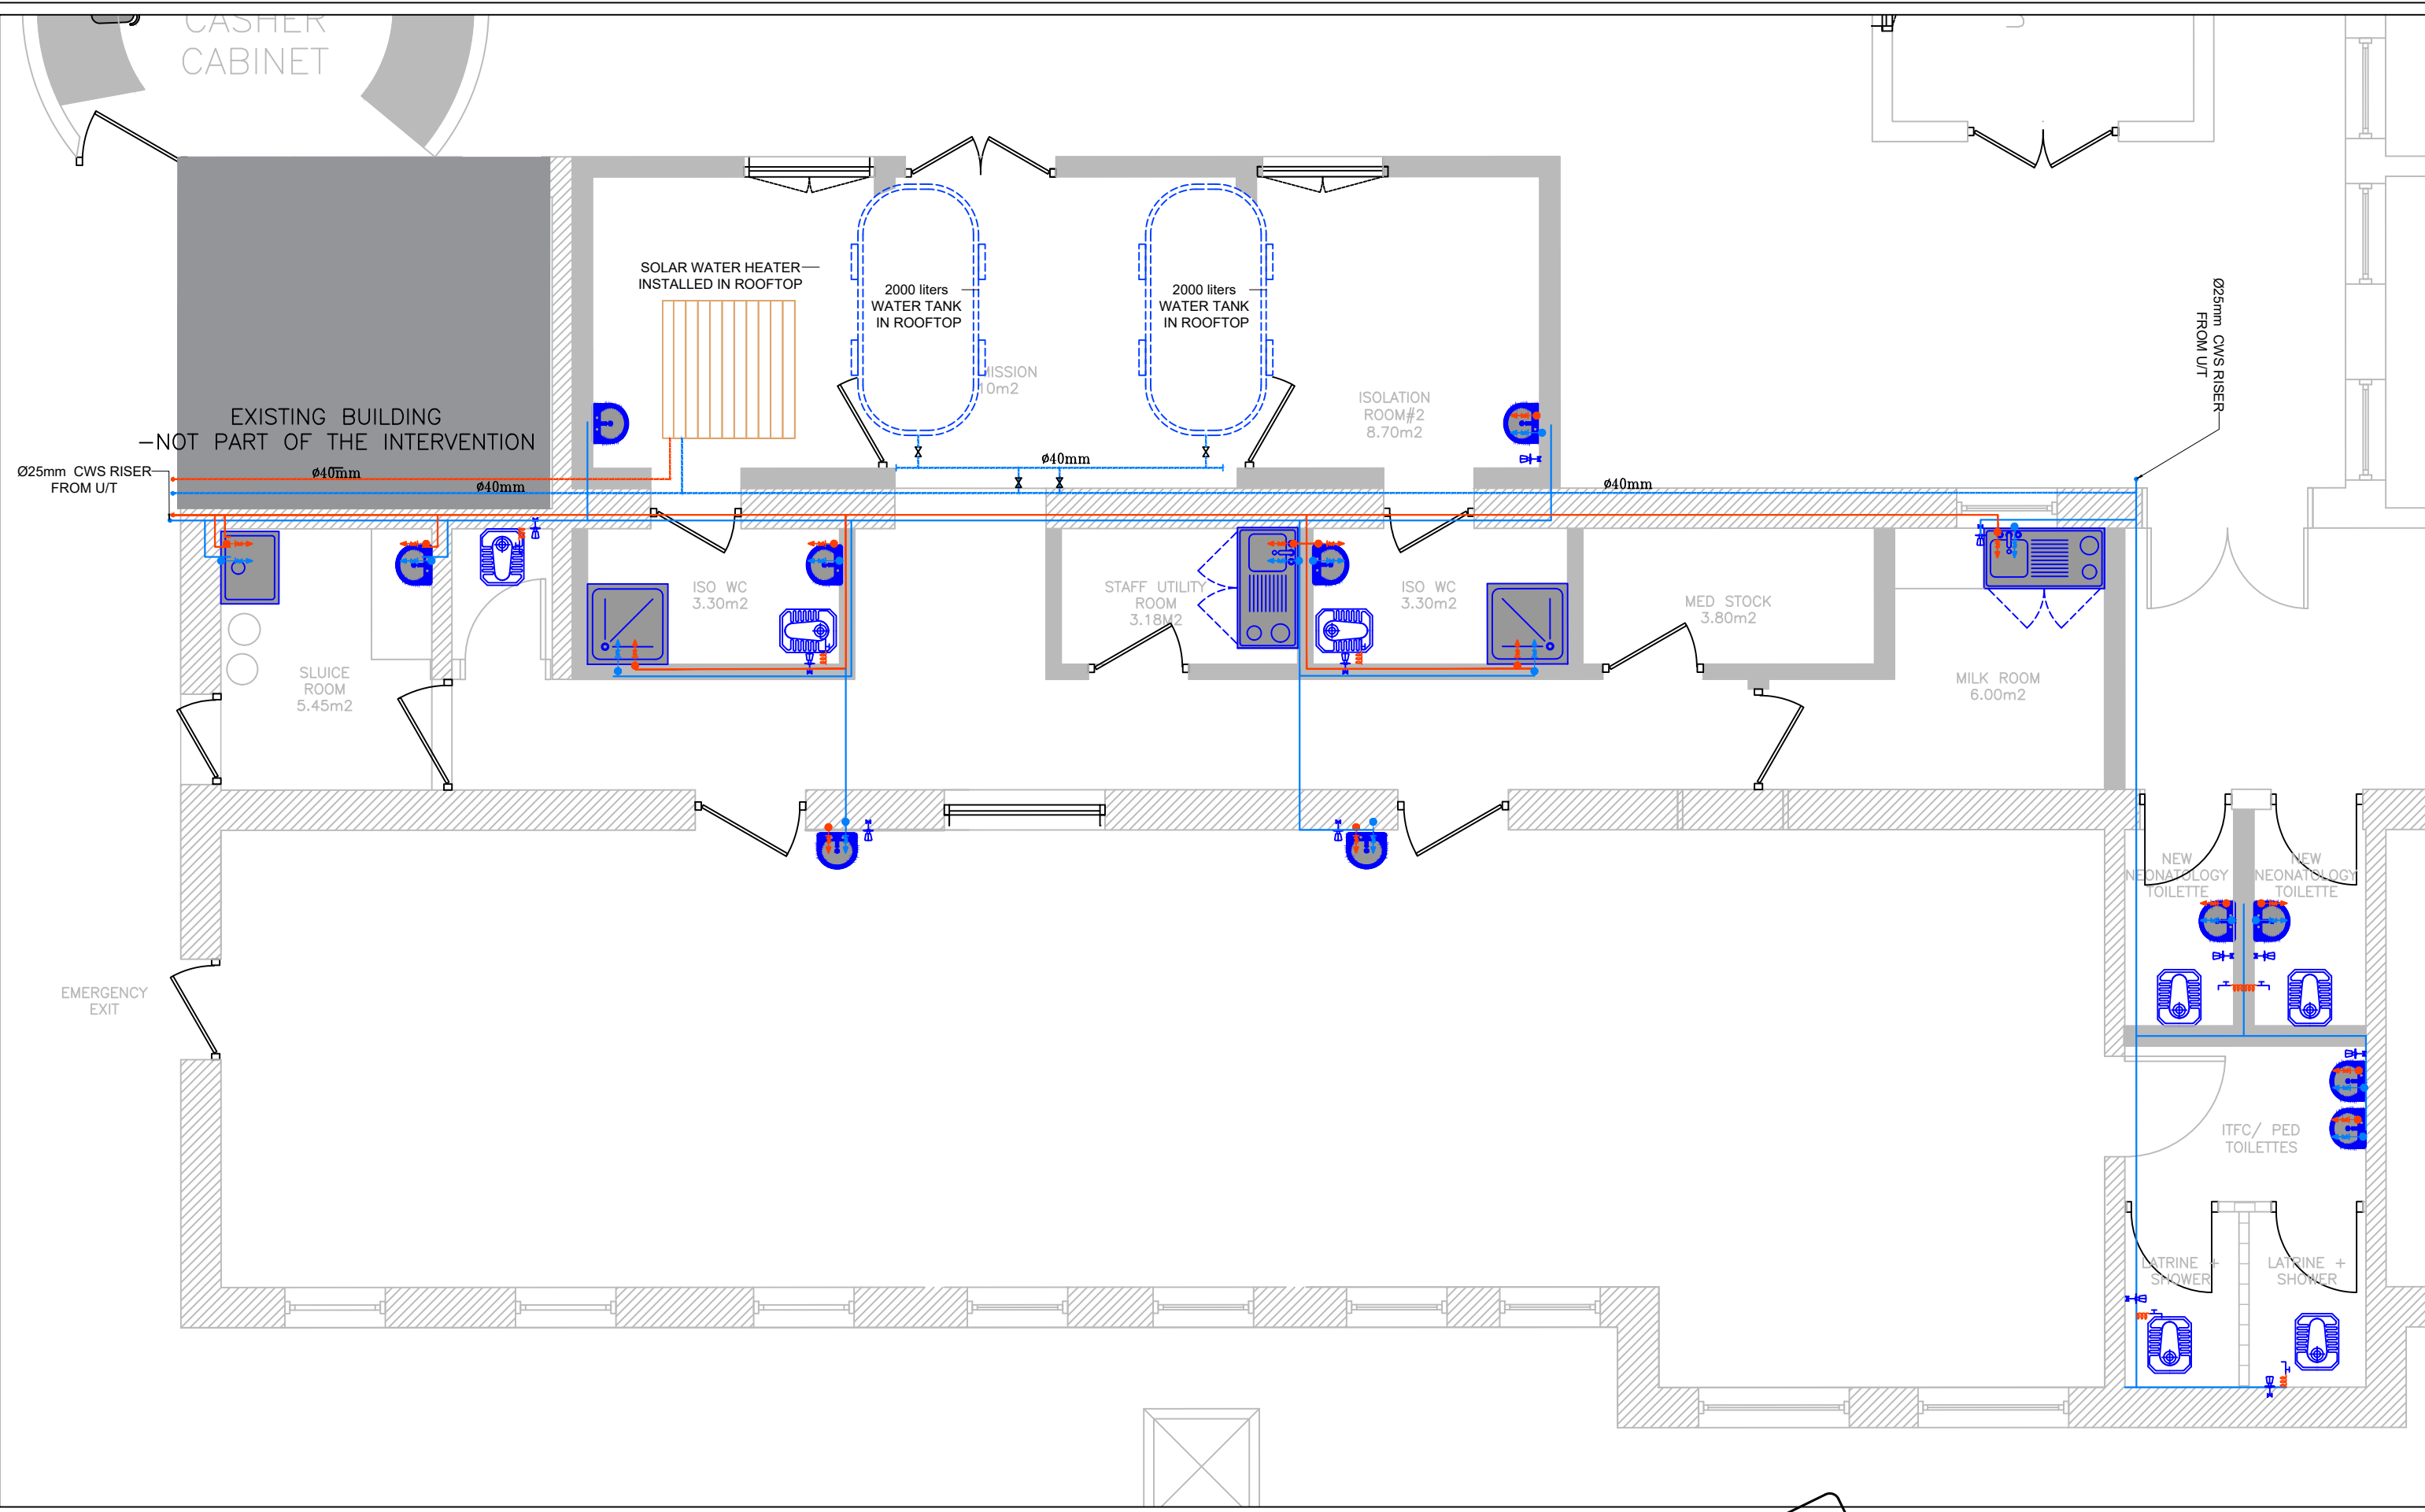 CASHER
CABINET
SOLAR WATER HEATER
INSTALLED IN ROOFTOP
2000 liters
WATER TANK
IN ROOFTOP
2000 liters
WATER TANK
IN ROOFTOP
Ø25mm CWS RISER
FROM U/T
10m2
ISOLATION
ROOM#2
8.70m2
EXISTING BUILDING
-NOT PART OF THE INTERVENTION
Ø25mm CWS RISER
FROM U/T
ø40mm
ø40mm
ø40mm
ø40mm
ISO WC
3.30m2
STAFF UTILITY
ROOM
3.18M2
ISO WC
3.30m2
MED STOCK
3.80m2
SLUICE
ROOM
5.45m2
MILK ROOM
6.00m2
NEW
NEONATOLOGY
TOILETTE
NEW
NEONATOLOGY
TOILETTE
EMERGENCY
EXIT
ITFC/ PED
TOILETTES
LATRINE +
SHOWER
LATRINE +
SHOWER